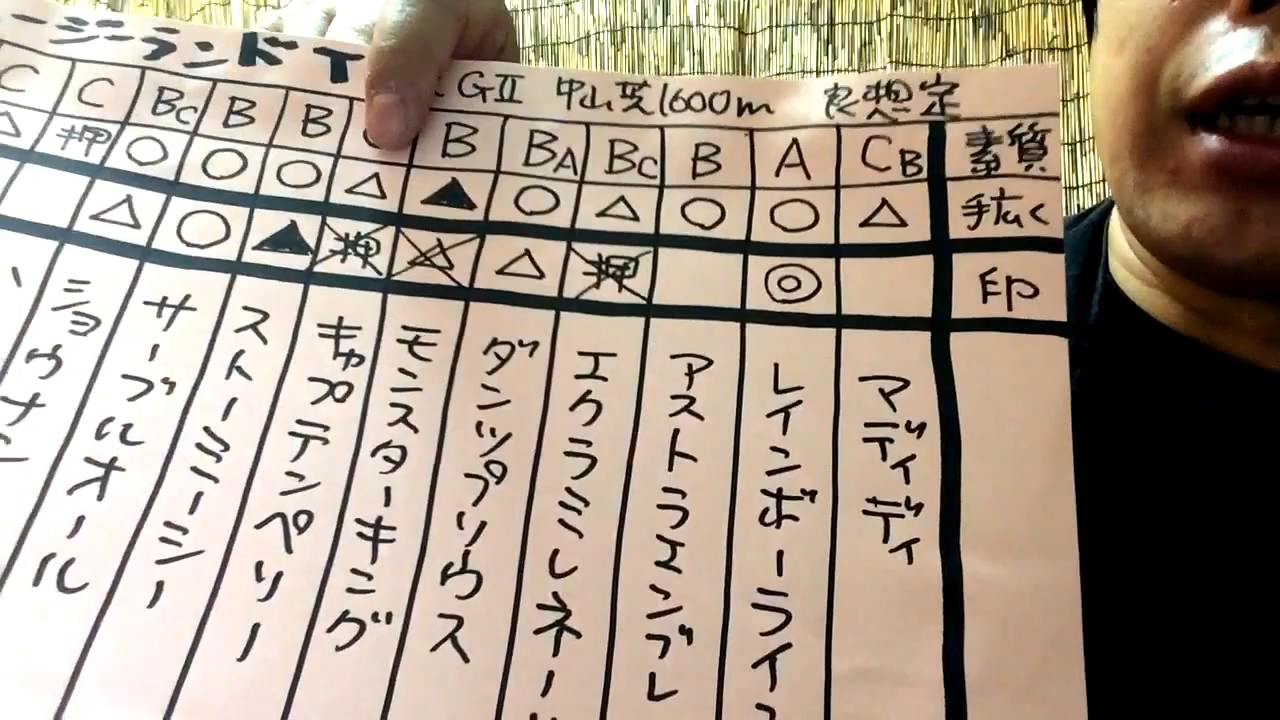 ージーランドT
GII 中山芝1600m 良想定
C C BC B B B BA BC B A CB 素質
△ 押 ○ ○ ○ △ ▲ ○ △ ○ ○ △ 手広く
△ ○ ▲ 押 △ △ 押 ◎ 印
マディディ
レインボーライ
アストラエンブレ
エクラミレネー
ダンツプリウス
モンスターキング
キャプテンペリー
ストーミーシー
サーブルオール
ショウナン